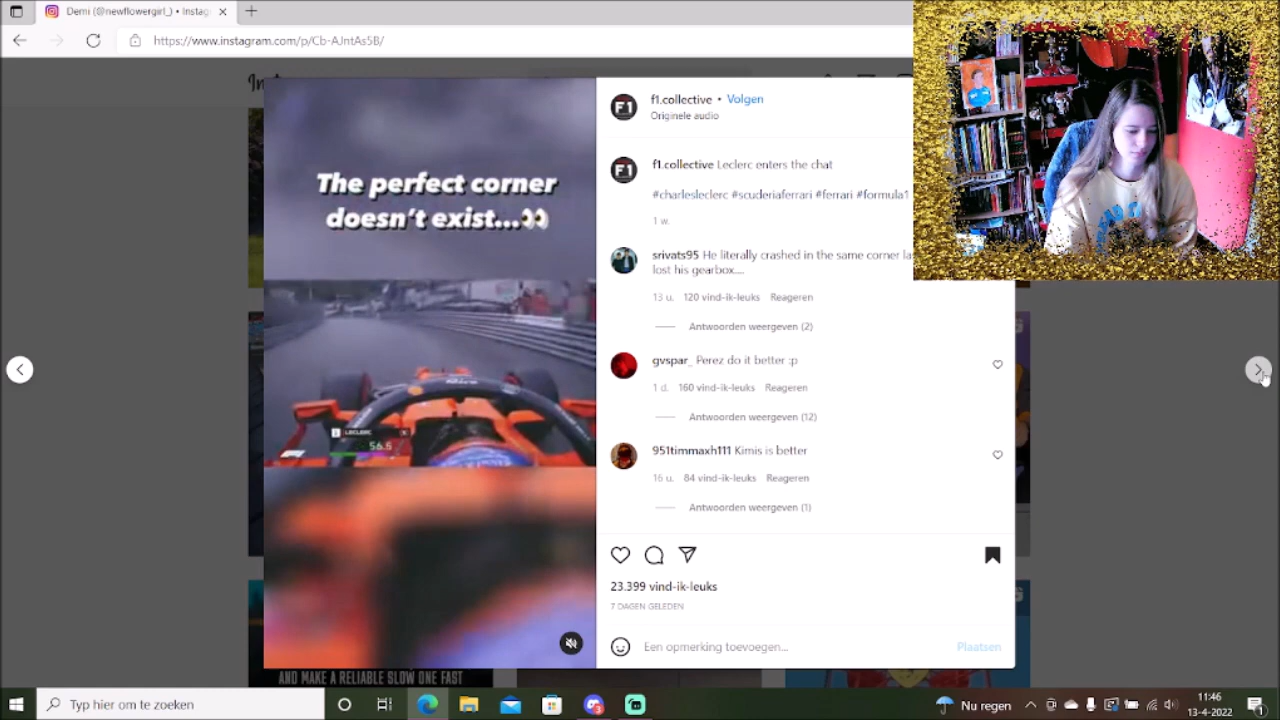 Demi (@newflowergirl_) • Instag
https://www.instagram.com/p/Cb-AJntAs5B/
The perfect corner
doesn't exist...👀
LECLERC
56.5
AND MAKE A RELIABLE SLOW ONE FAST
F1
f1.collective • Volgen
Originele audio
F1
f1.collective Leclerc enters the chat
#charlesleclerc #scuderiaferrari #ferrari #formula1
1 w.
srivats95 He literally crashed in the same corner la
lost his gearbox....
13 u. 120 vind-ik-leuks Reageren
Antwoorden weergeven (2)
gvspar_ Perez do it better :p
1 d. 160 vind-ik-leuks Reageren
Antwoorden weergeven (12)
951timmaxh111 Kimis is better
16 u. 84 vind-ik-leuks Reageren
Antwoorden weergeven (1)
23.399 vind-ik-leuks
7 DAGEN GELEDEN
Een opmerking toevoegen...
Plaatsen
Typ hier om te zoeken
Nu regen
11:46
13-4-2022